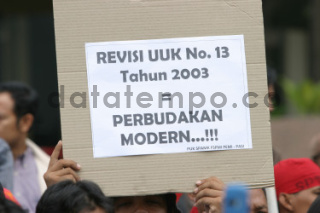 REVISI UUK No. 13
Tahun 2003
datatempo.co
=
PERBUDAKAN
MODERN...!!!